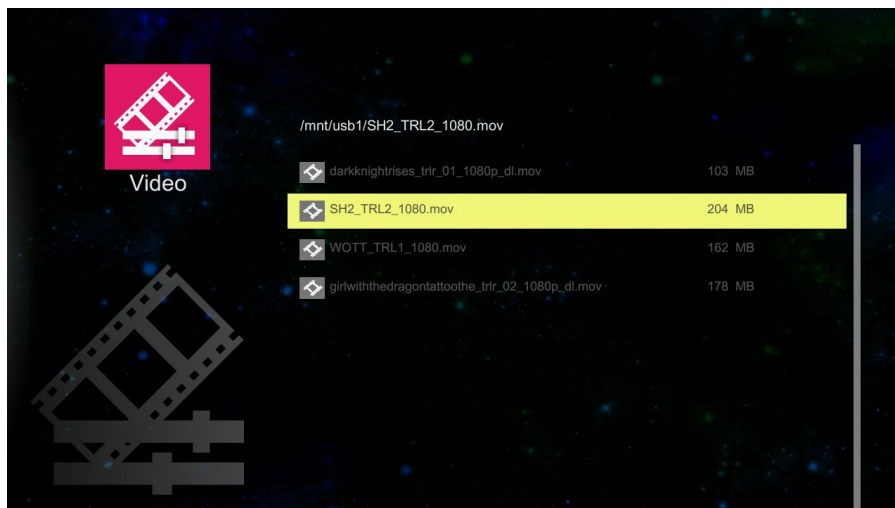 /mnt/usb1/SH2_TRL2_1080.mov
Video
darkknightrises_trlr_01_1080p_dl.mov 103 MB
SH2_TRL2_1080.mov 204 MB
WOTT_TRL1_1080.mov 162 MB
girlwiththedragontattoothe_trlr_02_1080p_dl.mov 178 MB